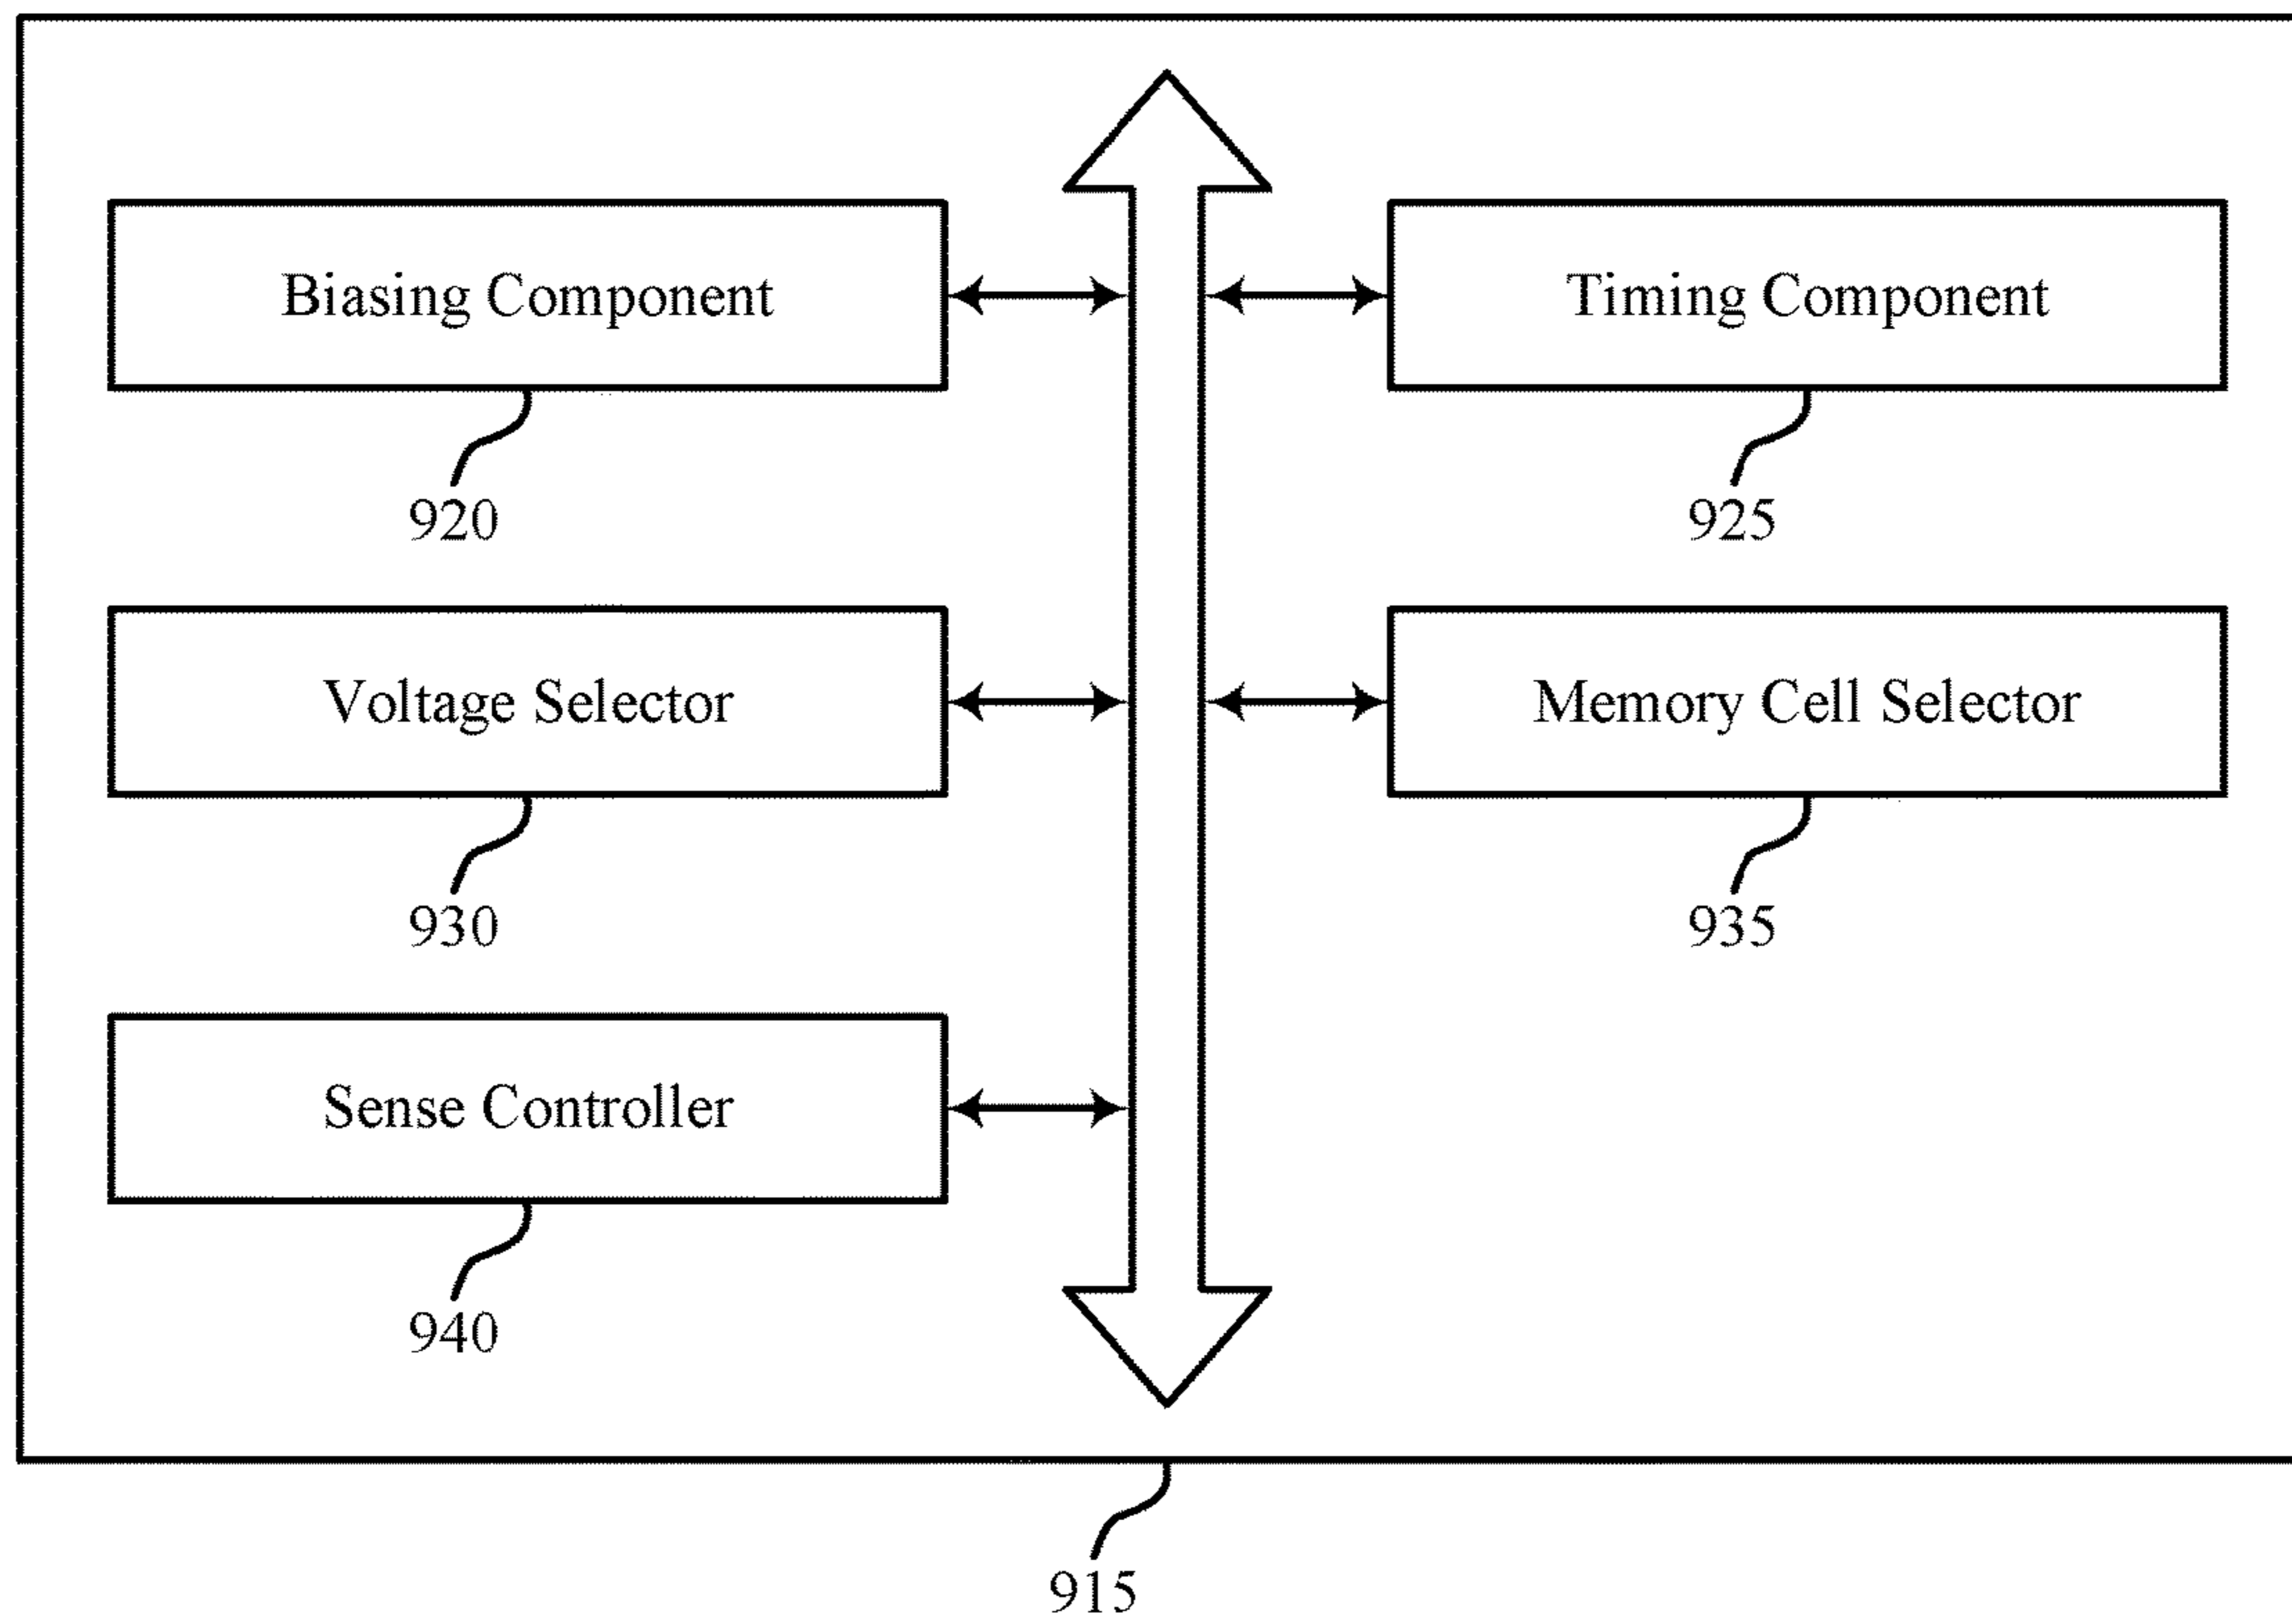 Biasing Component
Timing Component
920
925
Voltage Selector
Memory Cell Selector
930
935
Sense Controller
940
915